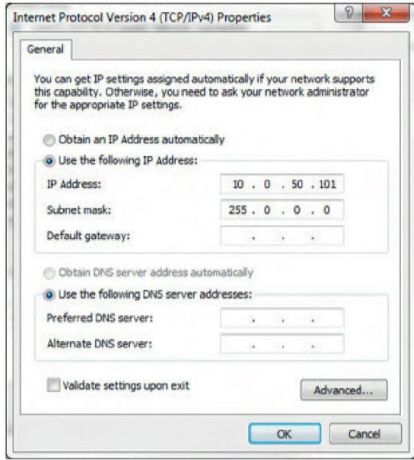 Internet Protocol Version 4 (TCP/IPv4) Properties
General
You can get IP settings assigned automatically if your network supports
this capability. Otherwise, you need to ask your network administrator
for the appropriate IP settings.
Obtain an IP Address automatically
Use the following IP Address:
IP Address: 10 . 0 . 50 . 101
Subnet mask: 255 . 0 . 0 . 0
Default gateway: . . .
Obtain DNS server address automatically
Use the following DNS server addresses:
Preferred DNS server: . . .
Alternate DNS server: . . .
Validate settings upon exit
Advanced...
OK Cancel